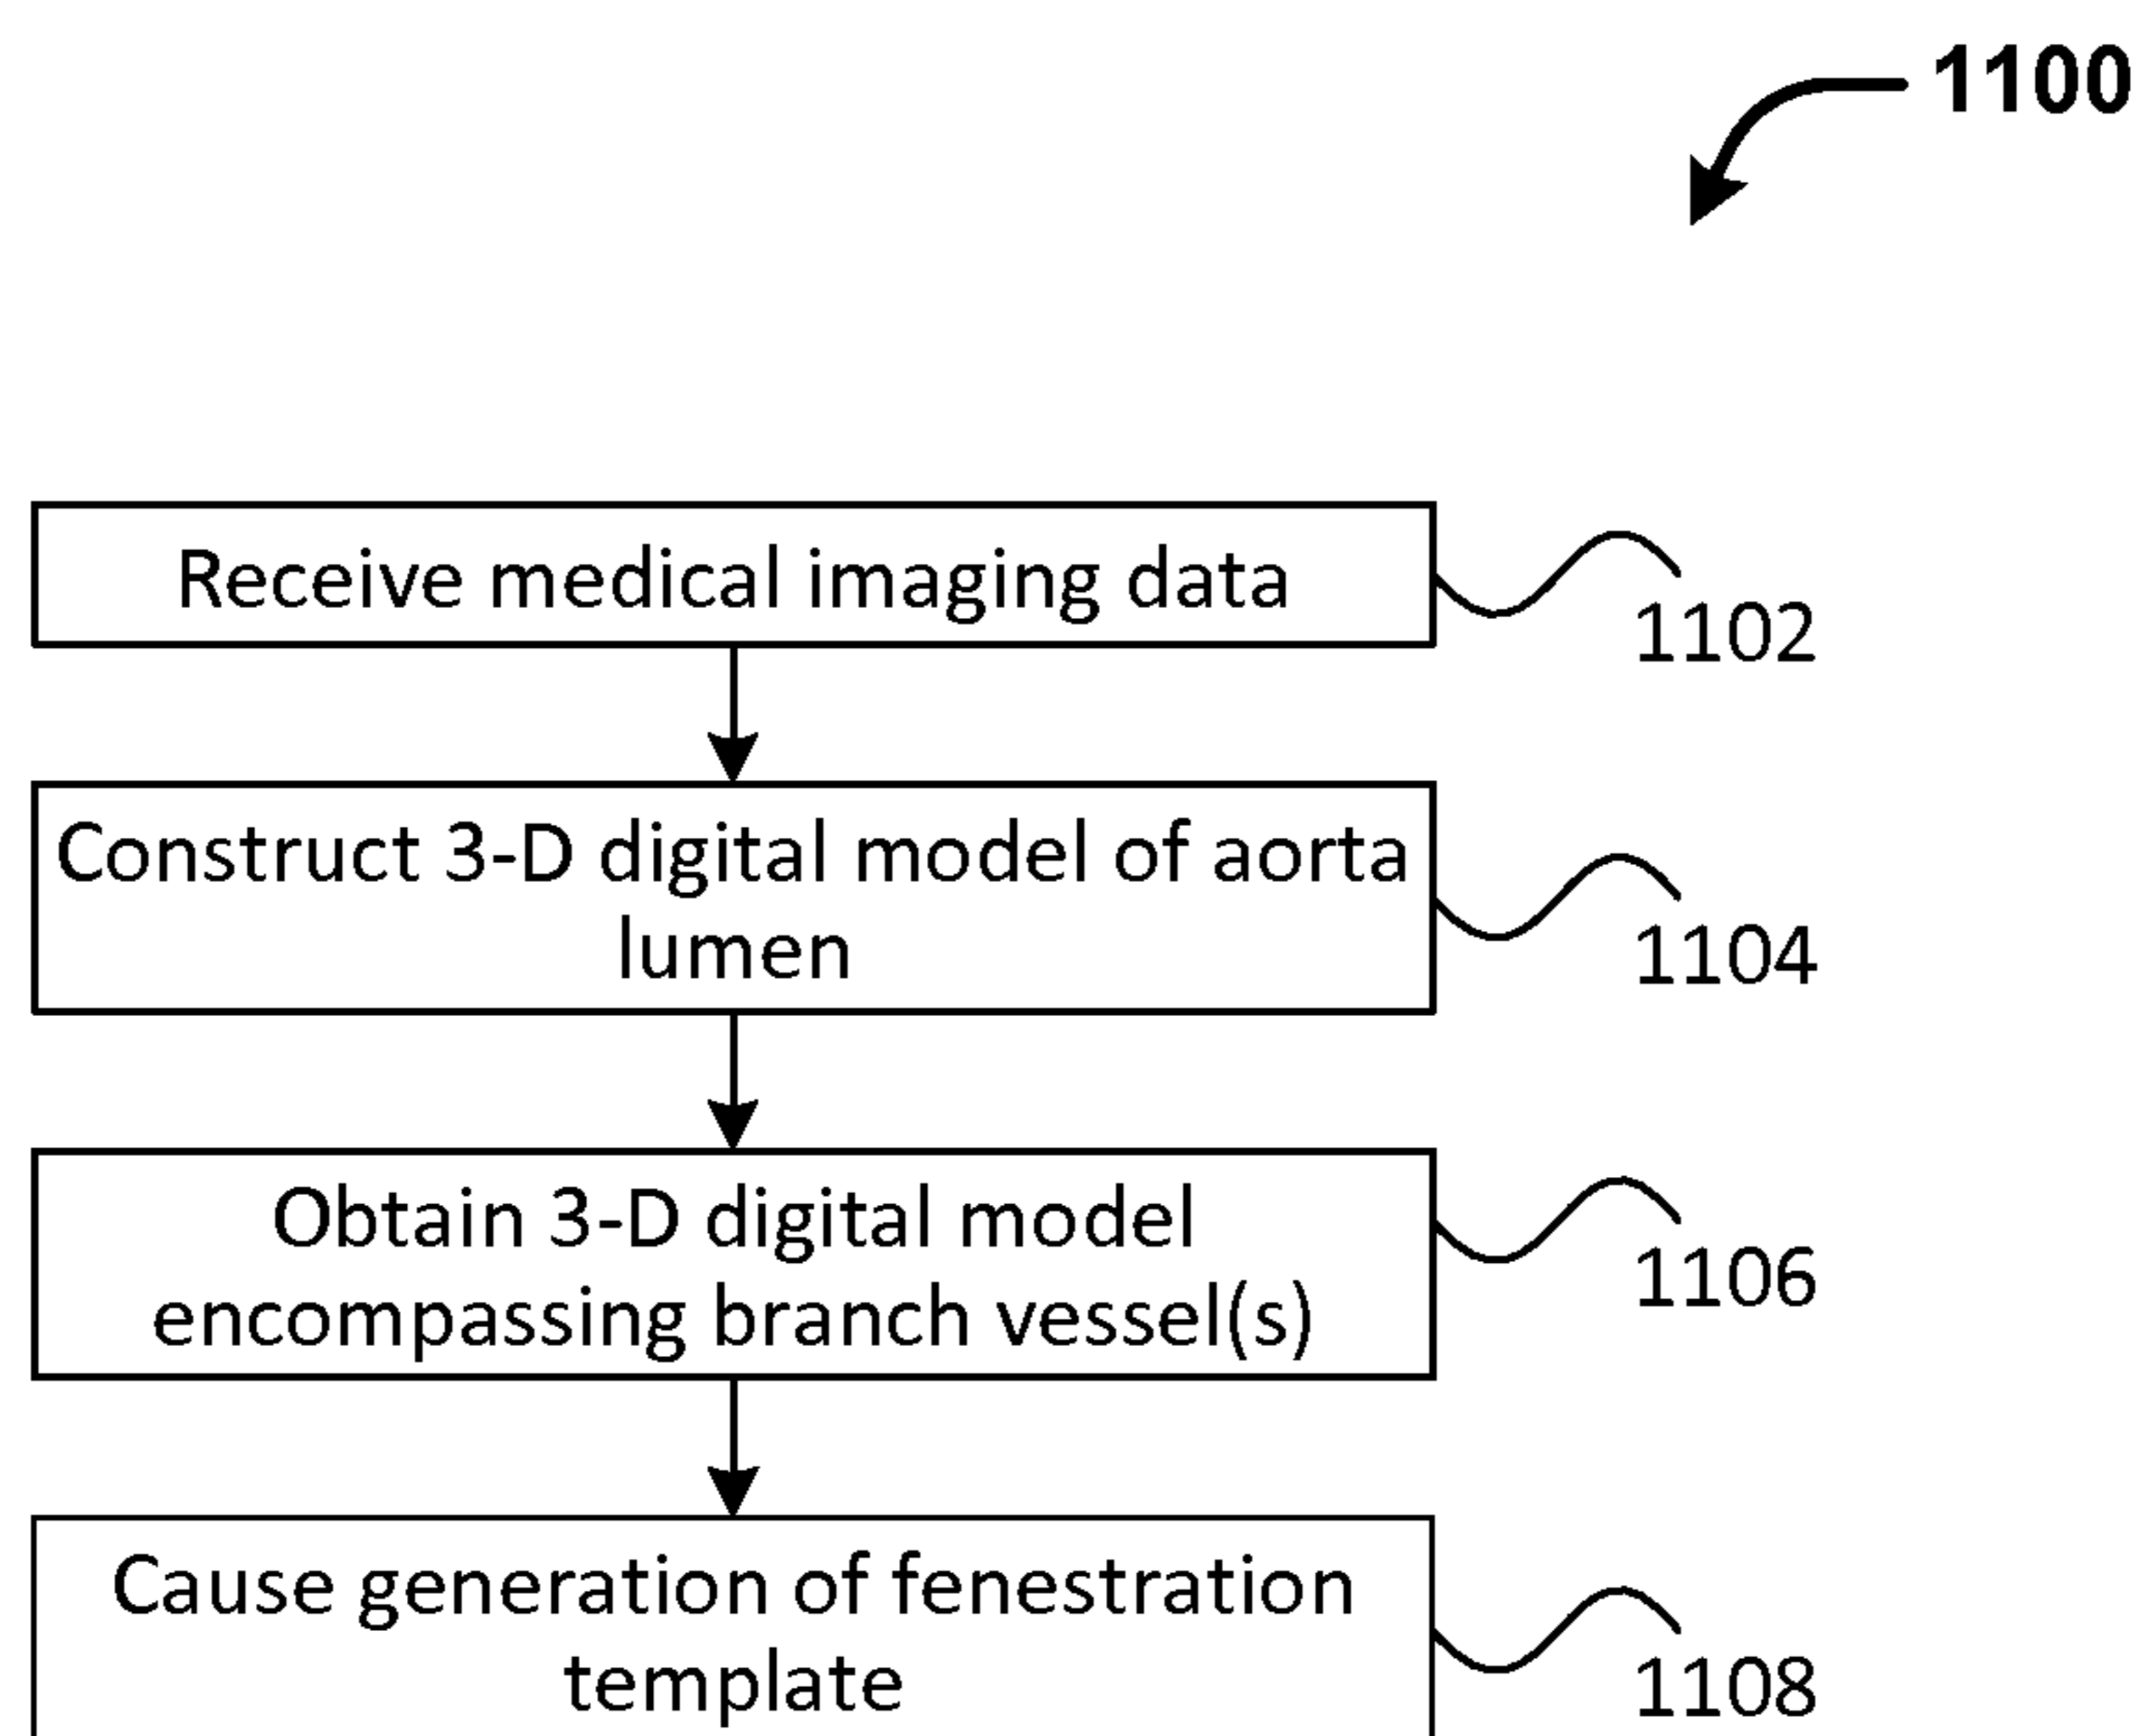 1100
Receive medical imaging data
1102
Construct 3-D digital model of aorta
lumen
1104
Obtain 3-D digital model
encompassing branch vessel(s)
1106
Cause generation of fenestration
template
1108